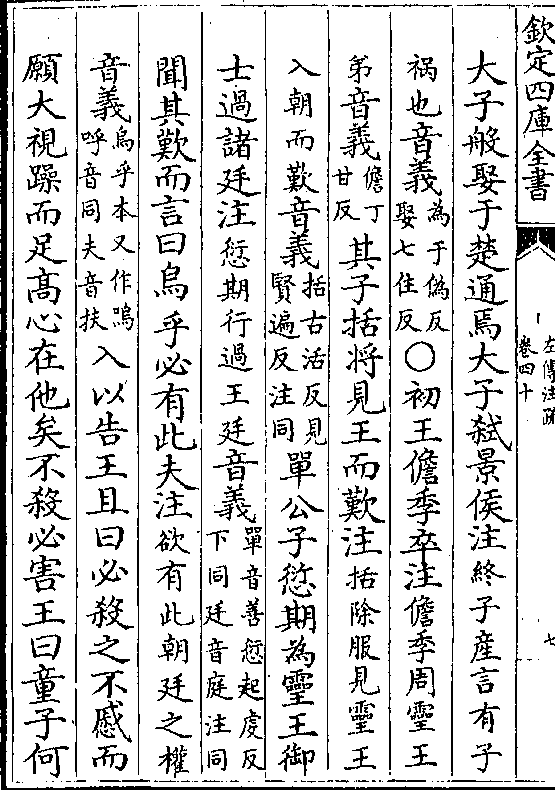 欽定四庫全書
左傳注疏
卷四十
七
大子般娶于楚通焉大子弑景侯注終子產言有子
禍也音義為于偽反娶七住反○初王儋季卒注儋季周靈王
弟音義儋丁甘反其子括將見王而歎注括除服見靈王
入朝而歎音義括古活反見賢遍反注同單公子愆期為靈王御
士過諸廷注愆期行過王廷音義單音善愆起虔反下同廷音庭注同
聞其歎而言曰烏乎必有此夫注欲有此朝廷之權
音義烏乎本又作嗚呼音同夫音扶入以告王且曰必殺之不慼而
願大視躁而足高心在他矣不殺必害王曰童子何